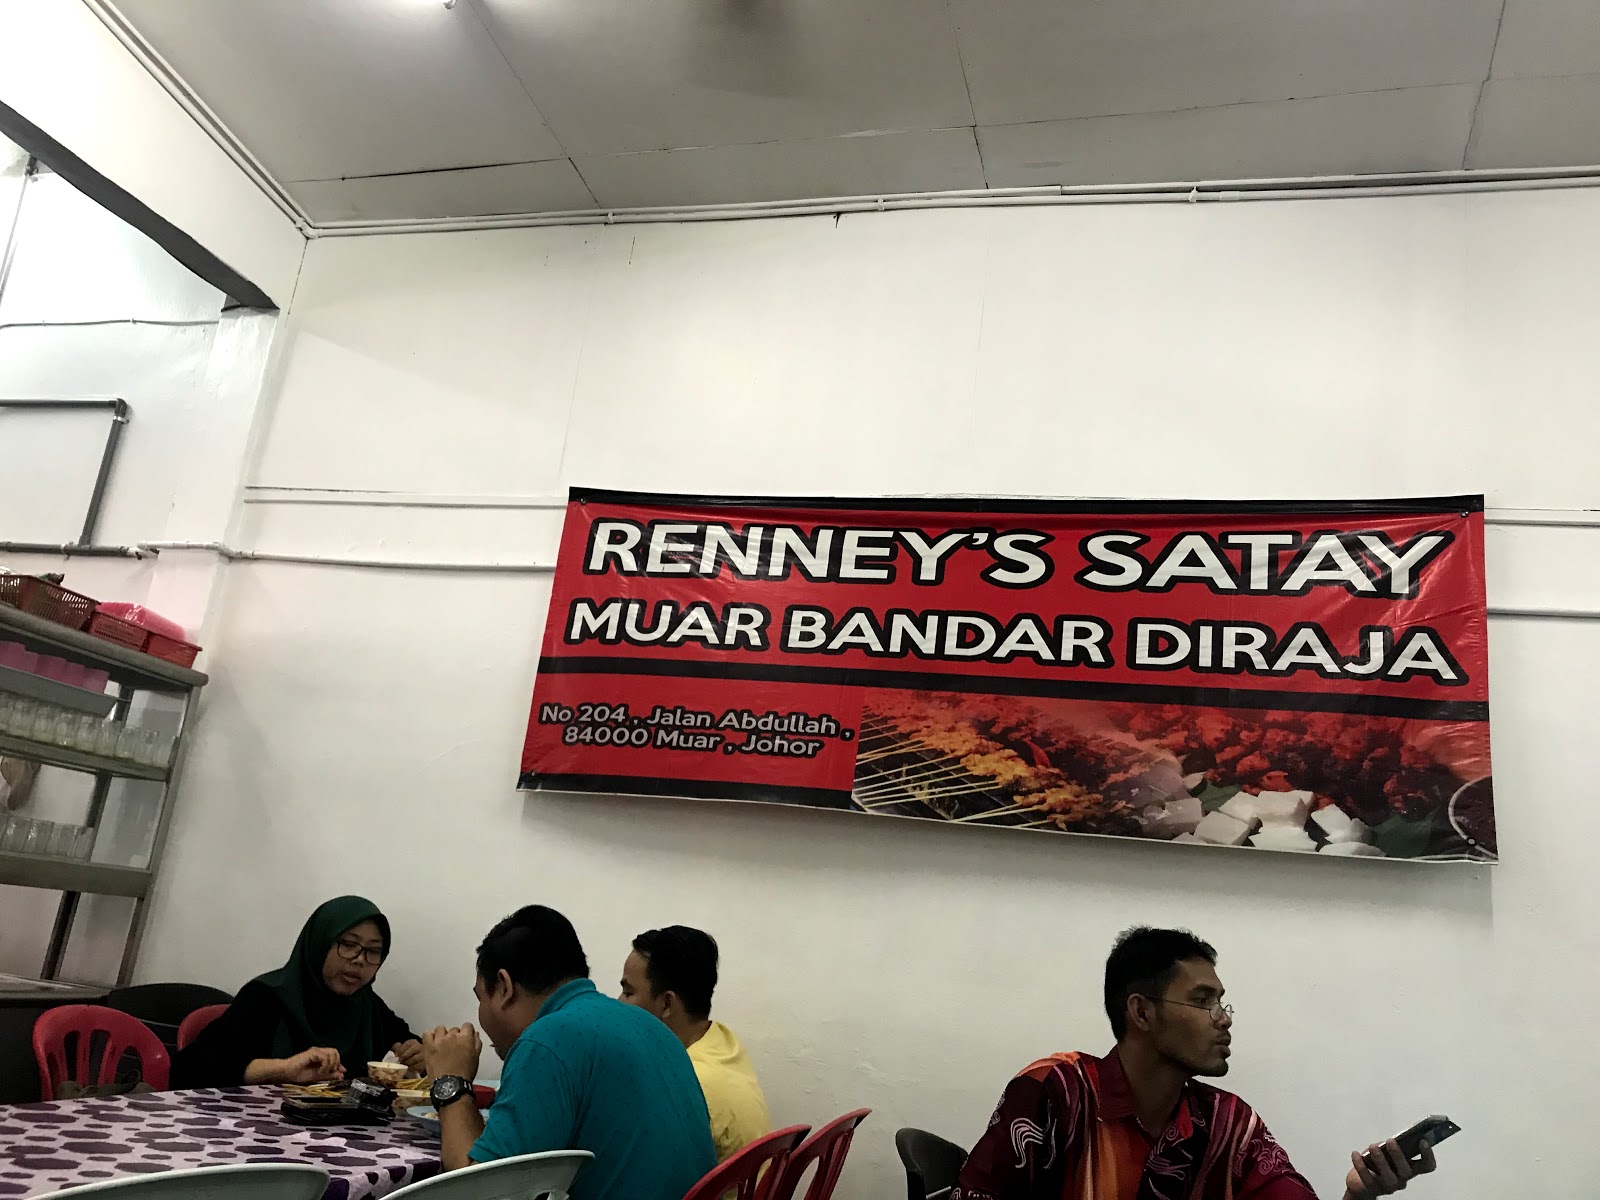 RENNEY'S SATAY
MUAR BANDAR DIRAJA
No 204 , Jalan Abdullah ,
84000 Muar , Johor